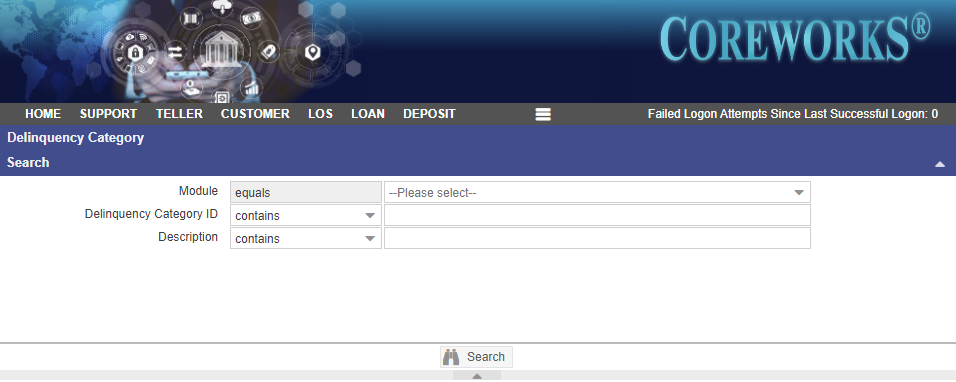 COREWORKS®
HOME SUPPORT TELLER CUSTOMER LOS LOAN DEPOSIT Failed Logon Attempts Since Last Successful Logon: 0
Delinquency Category
Search
Module equals --Please select--
Delinquency Category ID contains
Description contains
Search